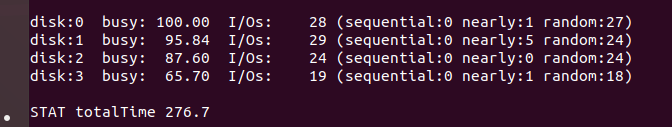 disk:0  busy: 100.00  I/Os:    28 (sequential:0 nearly:1 random:27)
disk:1  busy:  95.84  I/Os:    29 (sequential:0 nearly:5 random:24)
disk:2  busy:  87.60  I/Os:    24 (sequential:0 nearly:0 random:24)
disk:3  busy:  65.70  I/Os:    19 (sequential:0 nearly:1 random:18)
STAT totalTime 276.7